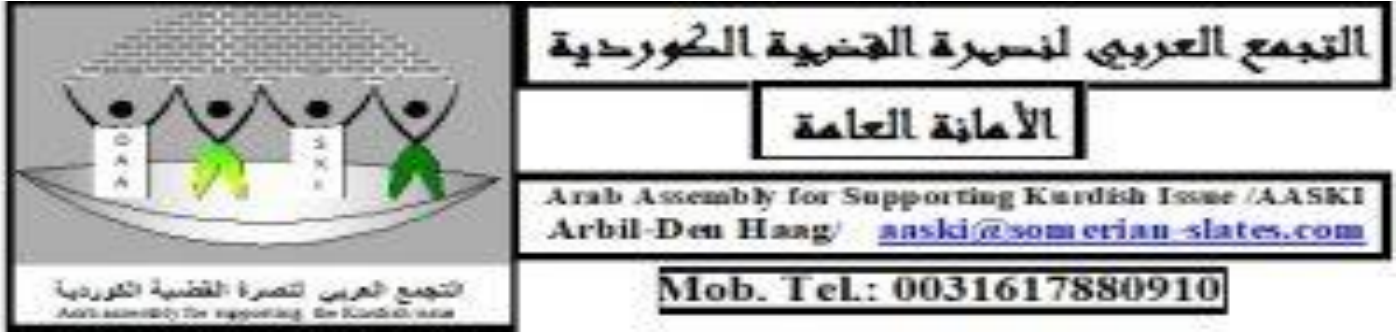 التجمع العربي لنصرة القضية الكوردية
الأمانة العامة
Arab Assembly for Supporting Kurdish Issue /AASKI
Arbil-Den Haag/ aaski@somerian-slates.com
Mob. Tel.: 0031617880910
D A A
S K I
التجمع العربي لنصرة القضية الكوردية
Arab assembly for supporting the Kurdish issue